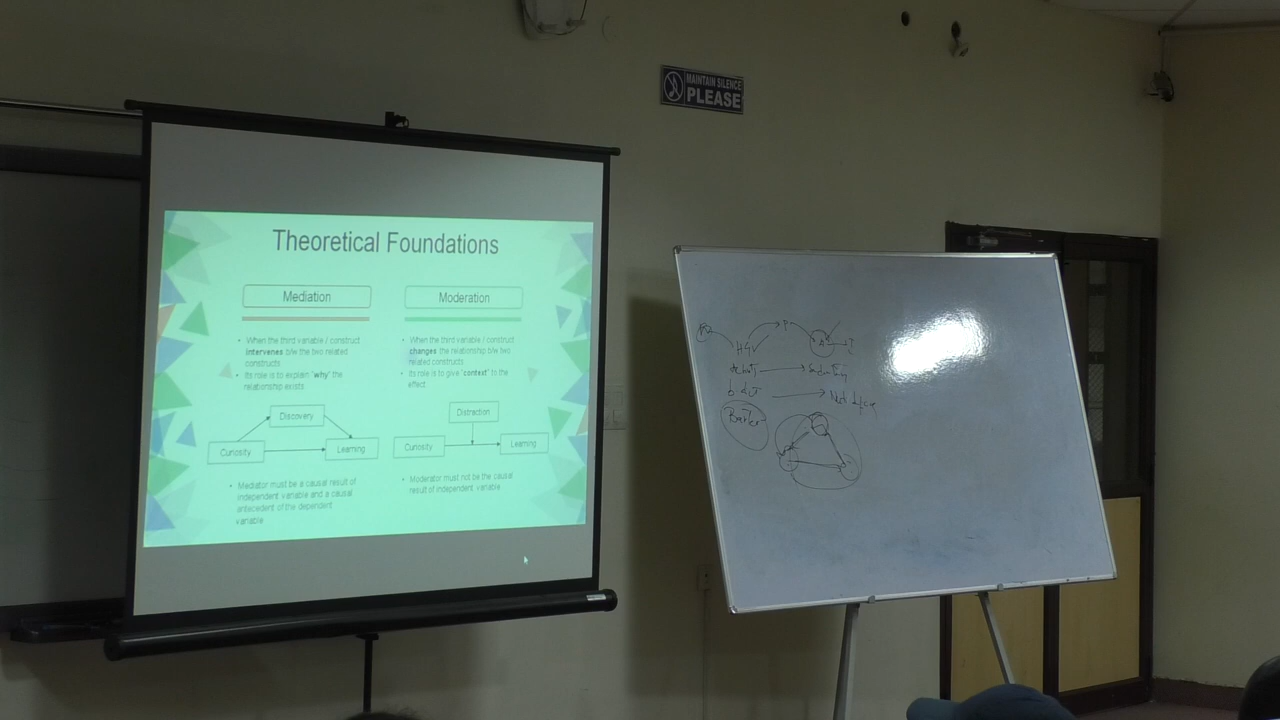 MAINTAIN SILENCE
PLEASE
Theoretical Foundations
Mediation
• When the third variable / construct
intervenes b/w the two related
constructs
• Its role is to explain "why" the
relationship exists
Discovery
Curiosity
Learning
• Mediator must be a causal result of
independent variable and a causal
antecedent of the dependent
variable
Moderation
• When the third variable / construct
changes the relationship b/w two
related constructs
• Its role is to give "context" to the
effect
Distraction
Curiosity
Learning
• Moderator must not be the causal
result of independent variable